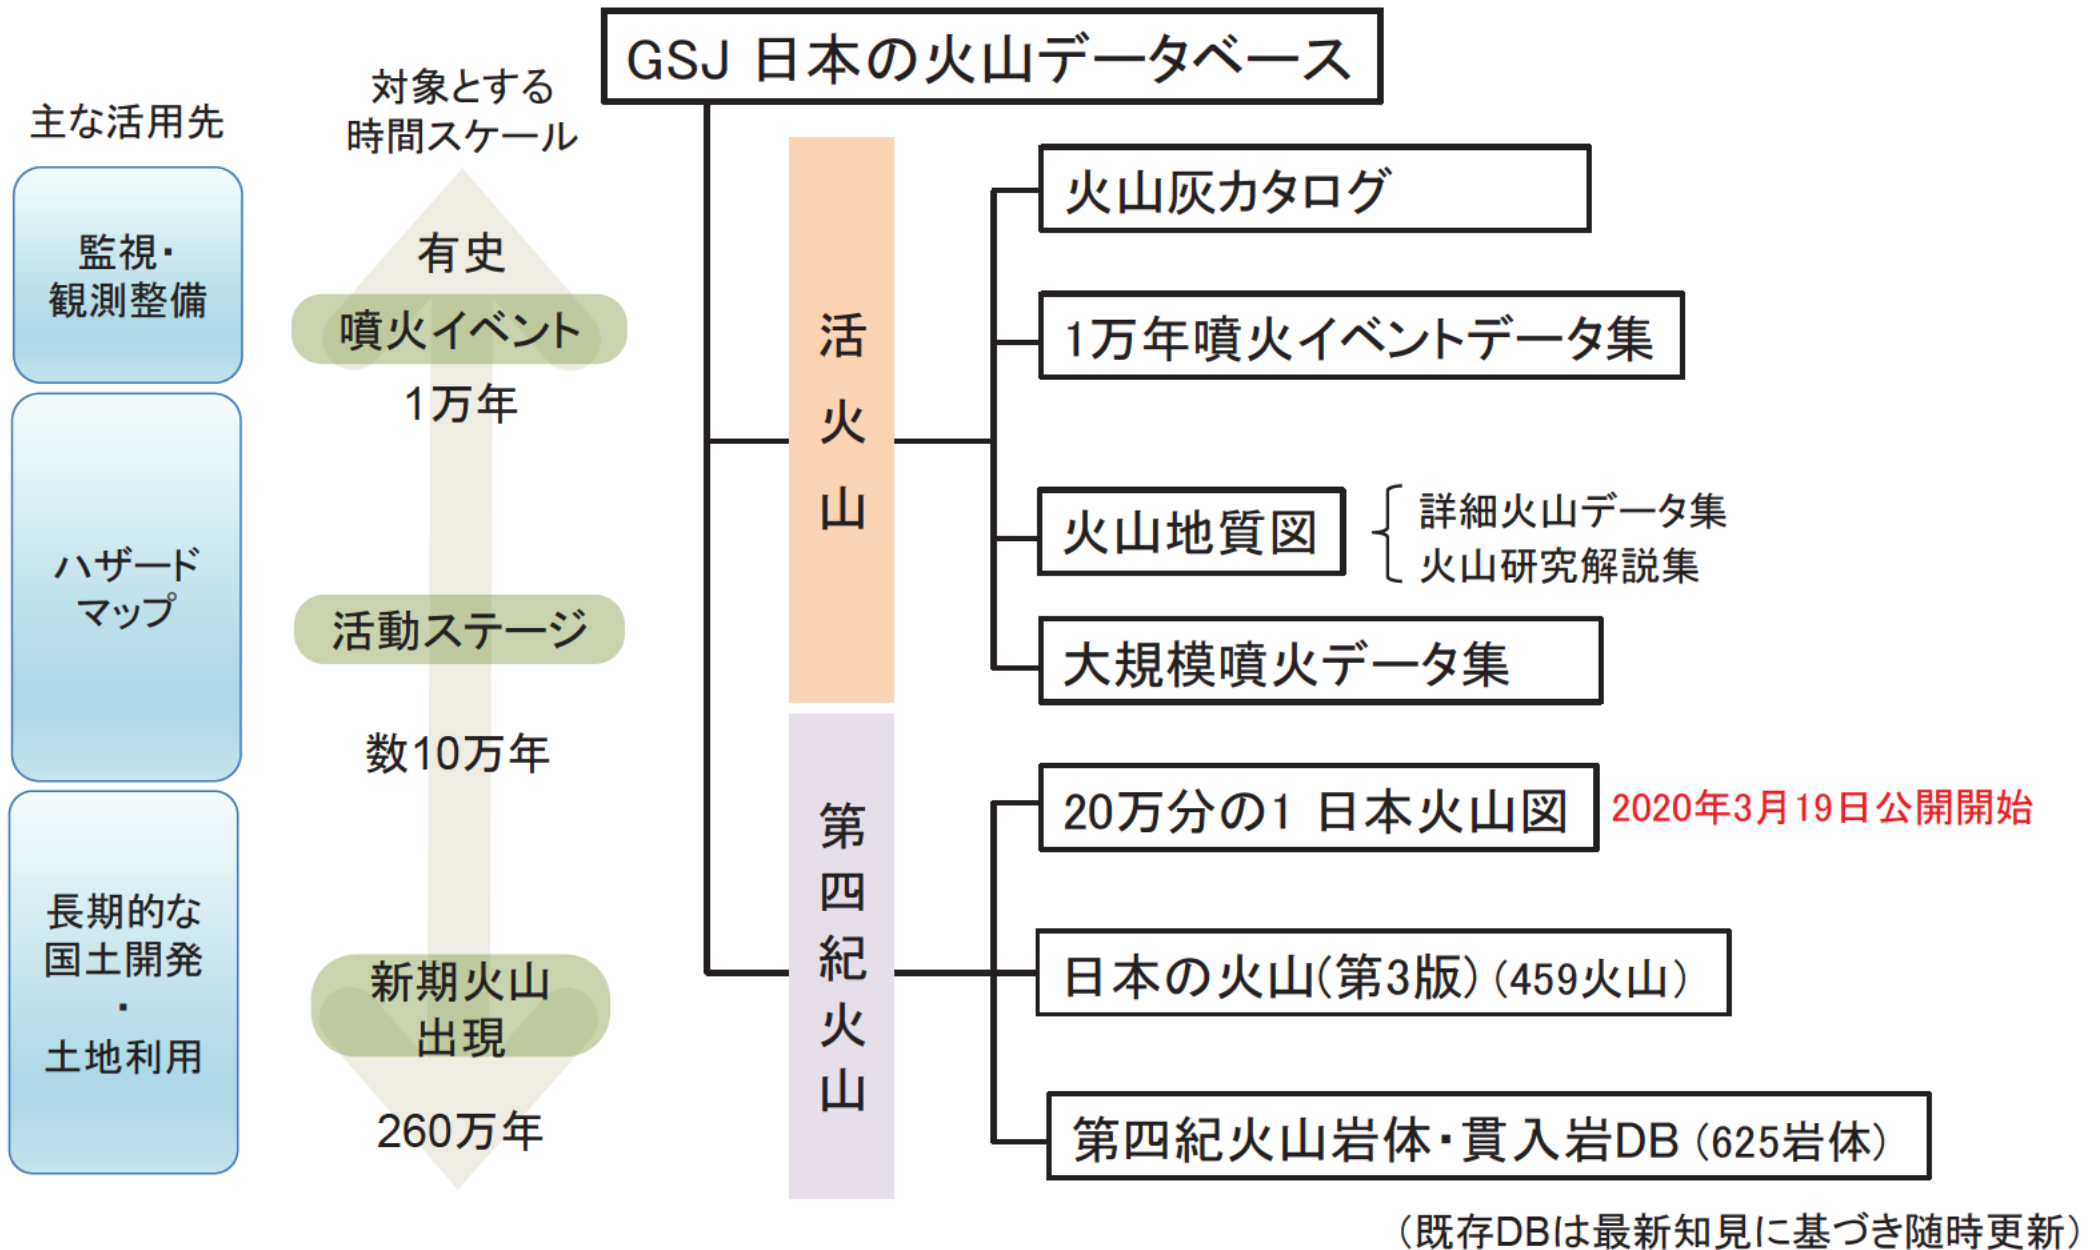 GSJ 日本の火山データベース
主な活用先
対象とする
時間スケール
監視・
観測整備
ハザード
マップ
長期的な
国土開発
・
土地利用
有史
噴火イベント
1万年
活動ステージ
数10万年
新期火山
出現
260万年
活火山
火山灰カタログ
1万年噴火イベントデータ集
火山地質図
詳細火山データ集
火山研究解説集
大規模噴火データ集
第四紀火山
20万分の1 日本火山図
2020年3月19日公開開始
日本の火山(第3版) (459火山)
第四紀火山岩体・貫入岩DB (625岩体)
(既存DBは最新知見に基づき随時更新)